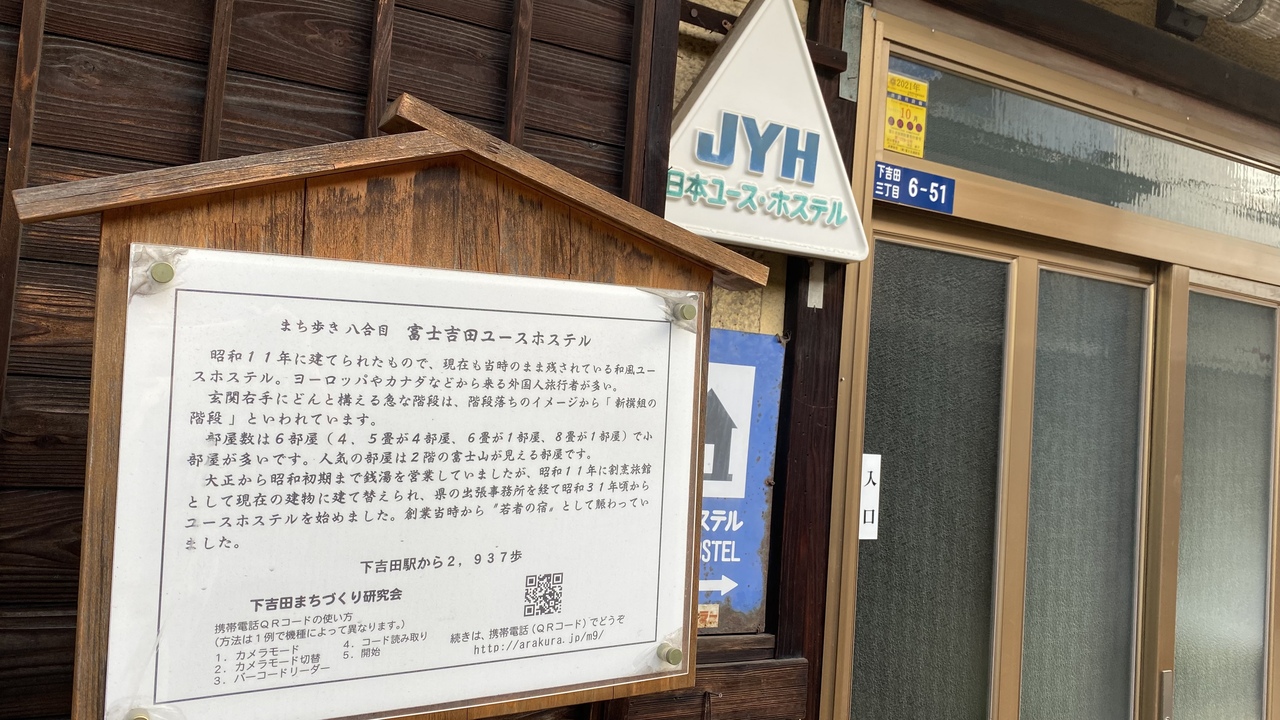 まち歩き 八合目　富士吉田ユースホステル
昭和１１年に建てられたもので、現在も当時のまま残されている和風ユー
スホステル。ヨーロッパやカナダなどから来る外国人旅行者が多い。
玄関右手にどんと構える急な階段は、階段落ちのイメージから「新撰組の
階段」といわれています。
部屋数は６部屋（４、５畳が４部屋、６畳が１部屋、８畳が１部屋）で小
部屋が多いです。人気の部屋は２階の富士山が見える部屋です。
大正から昭和初期まで銭湯を営業していましたが、昭和１１年に割烹旅館
として現在の建物に建て替えられ、県の出張事務所を経て昭和３１年頃から
ユースホステルを始めました。創業当時から〝若者の宿〟として賑わってい
ました。
下吉田駅から２，９３７歩
下吉田まちづくり研究会
携帯電話ＱＲコードの使い方
（方法は１例で機種によって異なります。）
１．カメラモード
２．カメラモード切替
３．バーコードリーダー
４．コード読み取り
５．開始
続きは、携帯電話（ＱＲコード）でどうぞ
http://arakura.jp/m9/
JYH
日本ユース・ホステル
ステル
OSTEL
2021年
10月
下吉田
三丁目 6-51
入口